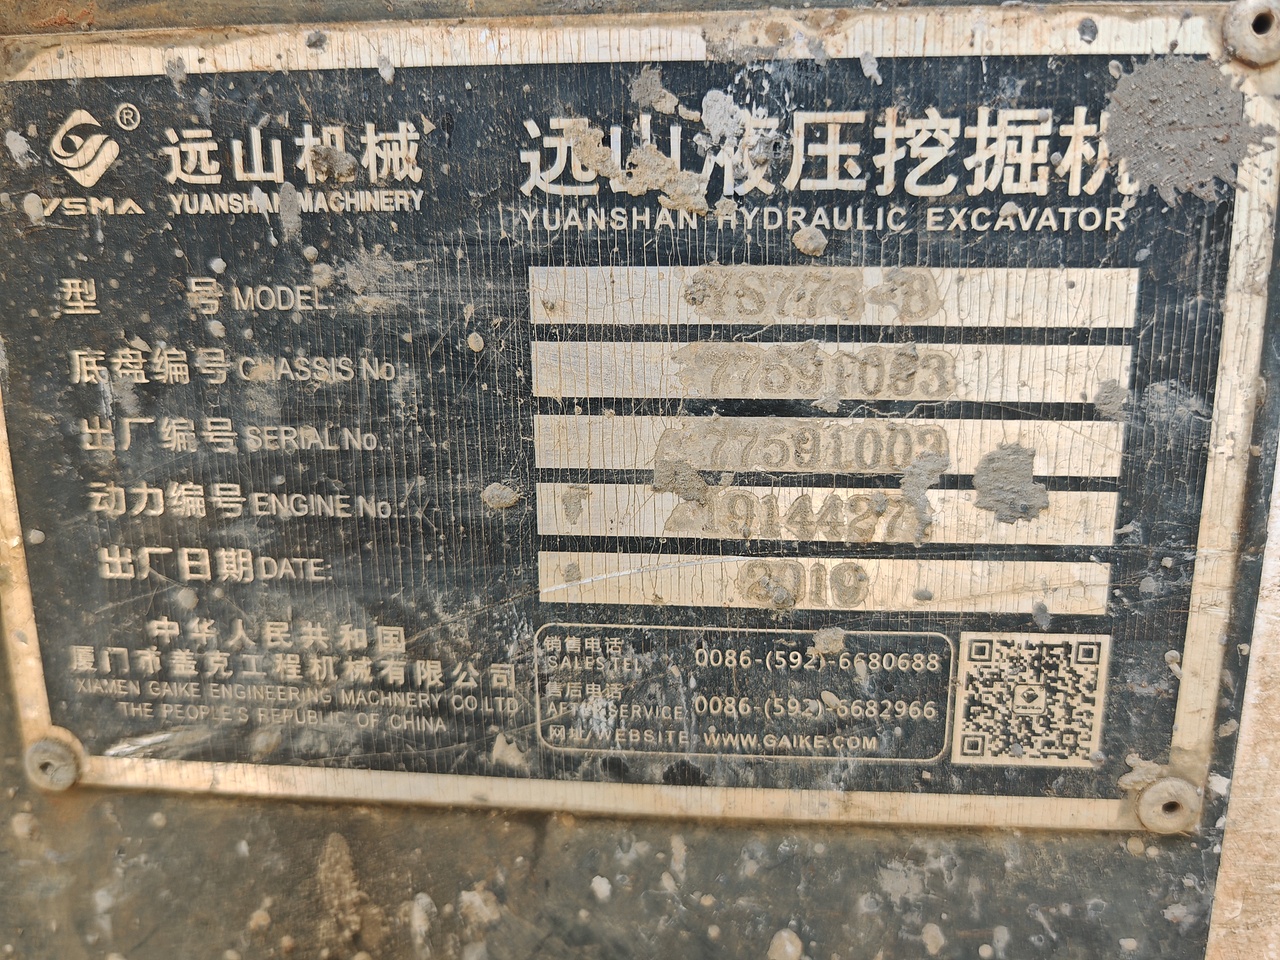 ® 远山机械 远山液压挖掘机
YSMA YUANSHAN MACHINERY YUANSHAN HYDRAULIC EXCAVATOR
型 号 MODEL: YS776-8
底盘编号 CHASSIS No.:
出厂编号 SERIAL No.: 77591003
动力编号 ENGINE No.:
出厂日期 DATE:
中华人民共和国
厦门市盖克工程机械有限公司
XIAMEN GAIKE ENGINEERING MACHINERY CO.LTD
THE PEOPLE'S REPUBLIC OF CHINA
销售电话
SALES TEL: 0086-(592)-6680688
售后电话
AFTER SERVICE: 0086-(592)-6682966
网址/WEBSITE: WWW.GAIKE.COM